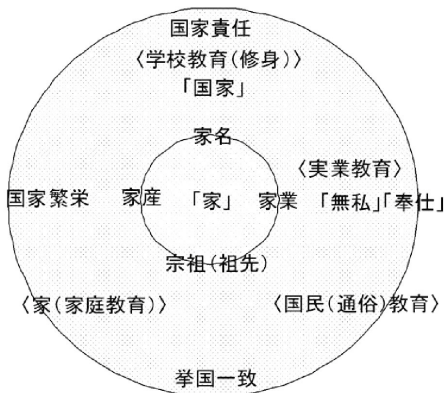 国家責任
〈学校教育(修身)〉
「国家」
家名
〈実業教育〉
国家繁栄 家産 「家」 家業 「無私」「奉仕」
宗祖(祖先)
〈家(家庭教育)〉 〈国民(通俗)教育〉
挙国一致